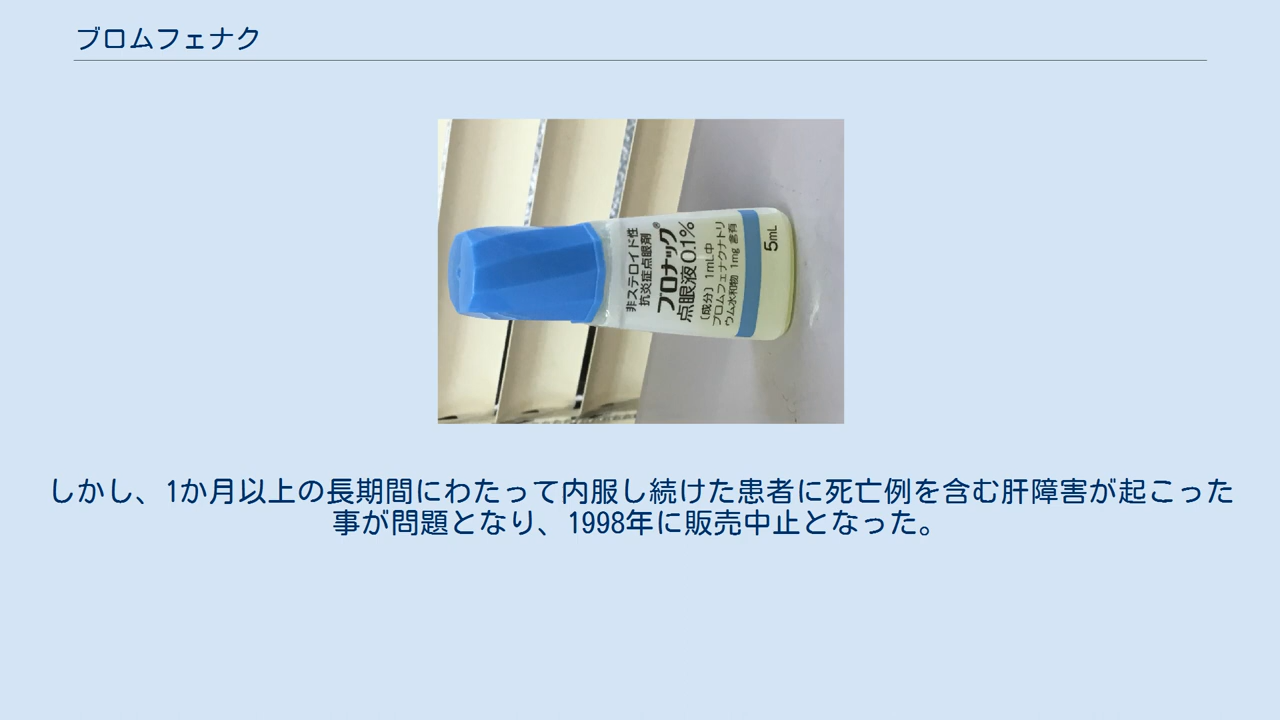 ブロムフェナク
非ステロイド性
抗炎症点眼剤
ブロナック®
点眼液0.1%
〔成分〕1mL中
ブロムフェナクナトリ
ウム水和物 1mg 含有
5mL
しかし、1か月以上の長期間にわたって内服し続けた患者に死亡例を含む肝障害が起こった
事が問題となり、1998年に販売中止となった。